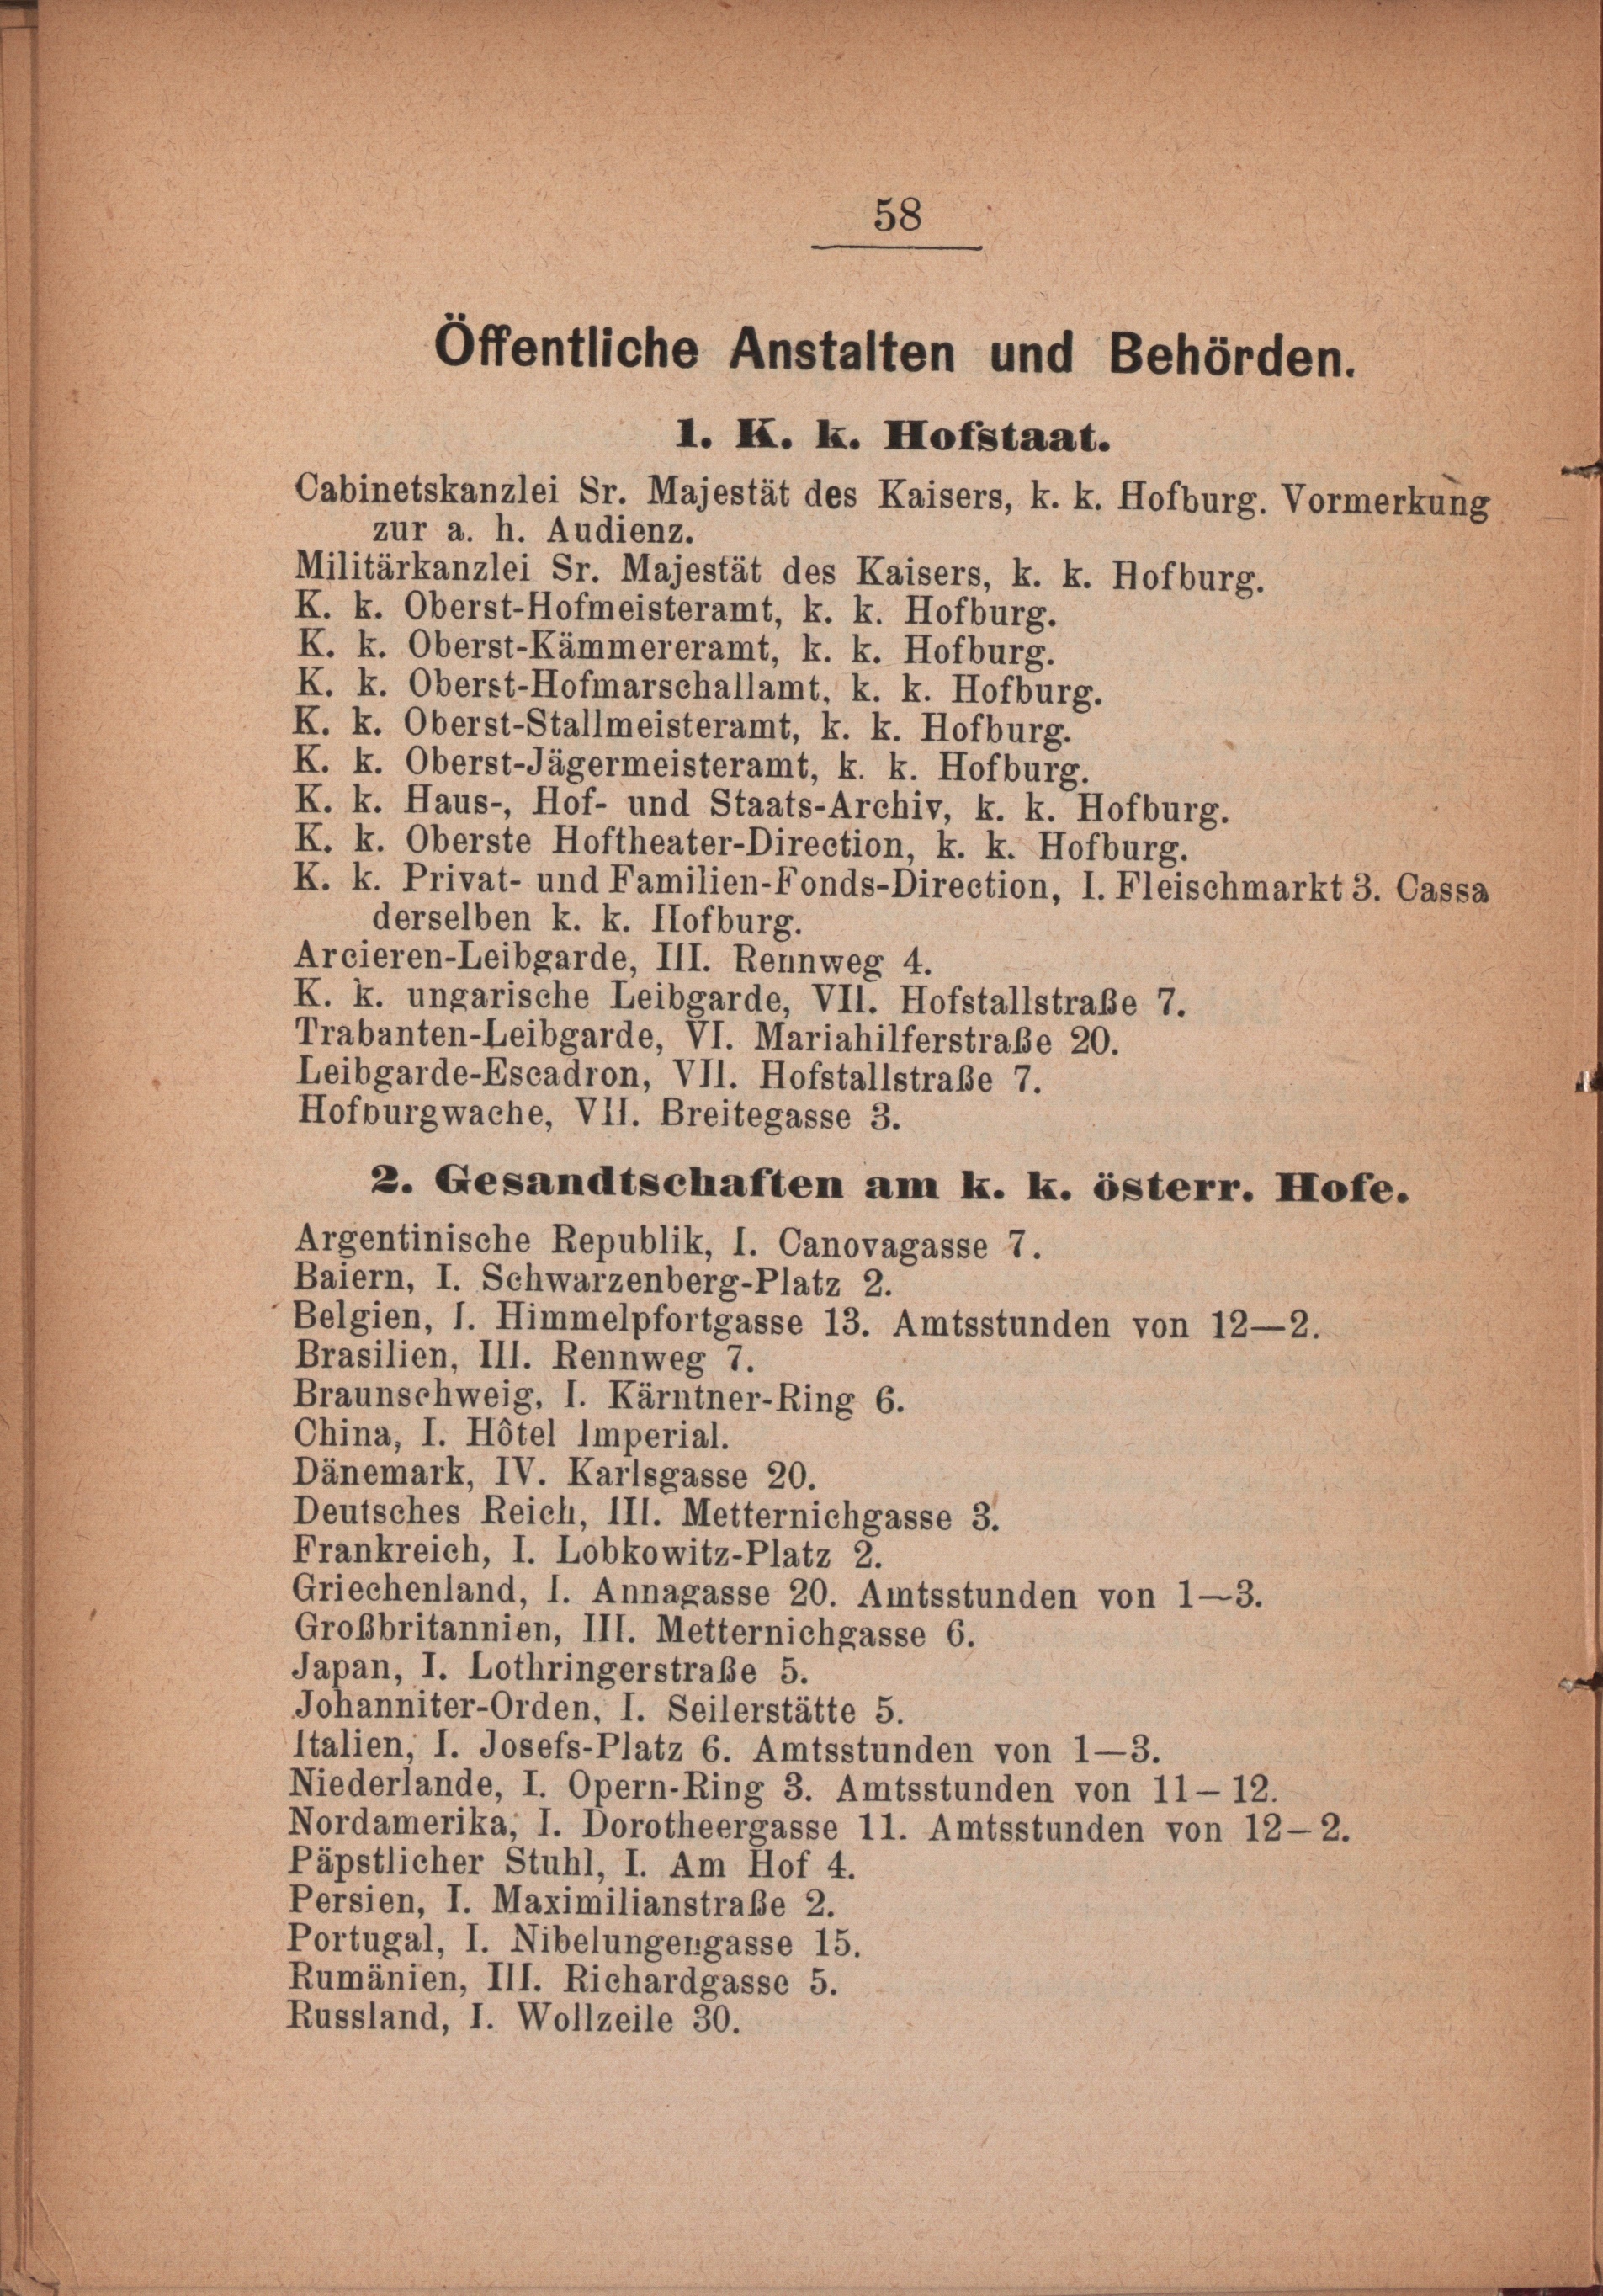 58
Öffentliche Anstalten und Behörden.
1. K. k. Hofstaat.
Cabinetskanzlei Sr. Majestät des Kaisers, k. k. Hofburg. Vormerkung
zur a. h. Audienz.
Militärkanzlei Sr. Majestät des Kaisers, k. k. Hofburg.
K. k. Oberst-Hofmeisteramt, k. k. Hofburg.
K. k. Oberst-Kämmereramt, k. k. Hofburg.
K. k. Oberst-Hofmarschallamt, k. k. Hofburg.
K. k. Oberst-Stallmeisteramt, k. k. Hofburg.
K. k. Oberst-Jägermeisteramt, k. k. Hofburg.
K. k. Haus-, Hof- und Staats-Archiv, k. k. Hofburg.
K. k. Oberste Hoftheater-Direction, k. k. Hofburg.
K. k. Privat- und Familien-Fonds-Direction, I. Fleischmarkt 3. Cassa
derselben k. k. Hofburg.
Arcieren-Leibgarde, III. Rennweg 4.
K. k. ungarische Leibgarde, VII. Hofstallstraße 7.
Trabanten-Leibgarde, VI. Mariahilferstraße 20.
Leibgarde-Escadron, VII. Hofstallstraße 7.
Hofburgwache, VII. Breitegasse 3.
2. Gesandtschaften am k. k. österr. Hofe.
Argentinische Republik, I. Canovagasse 7.
Baiern, I. Schwarzenberg-Platz 2.
Belgien, I. Himmelpfortgasse 13. Amtsstunden von 12—2.
Brasilien, III. Rennweg 7.
Braunschweig, I. Kärntner-Ring 6.
China, I. Hôtel Imperial.
Dänemark, IV. Karlsgasse 20.
Deutsches Reich, III. Metternichgasse 3.
Frankreich, I. Lobkowitz-Platz 2.
Griechenland, I. Annagasse 20. Amtsstunden von 1—3.
Großbritannien, III. Metternichgasse 6.
Japan, I. Lothringerstraße 5.
Johanniter-Orden, I. Seilerstätte 5.
Italien, I. Josefs-Platz 6. Amtsstunden von 1—3.
Niederlande, I. Opern-Ring 3. Amtsstunden von 11—12.
Nordamerika, I. Dorotheergasse 11. Amtsstunden von 12—2.
Päpstlicher Stuhl, I. Am Hof 4.
Persien, I. Maximilianstraße 2.
Portugal, I. Nibelungengasse 15.
Rumänien, III. Richardgasse 5.
Russland, I. Wollzeile 30.